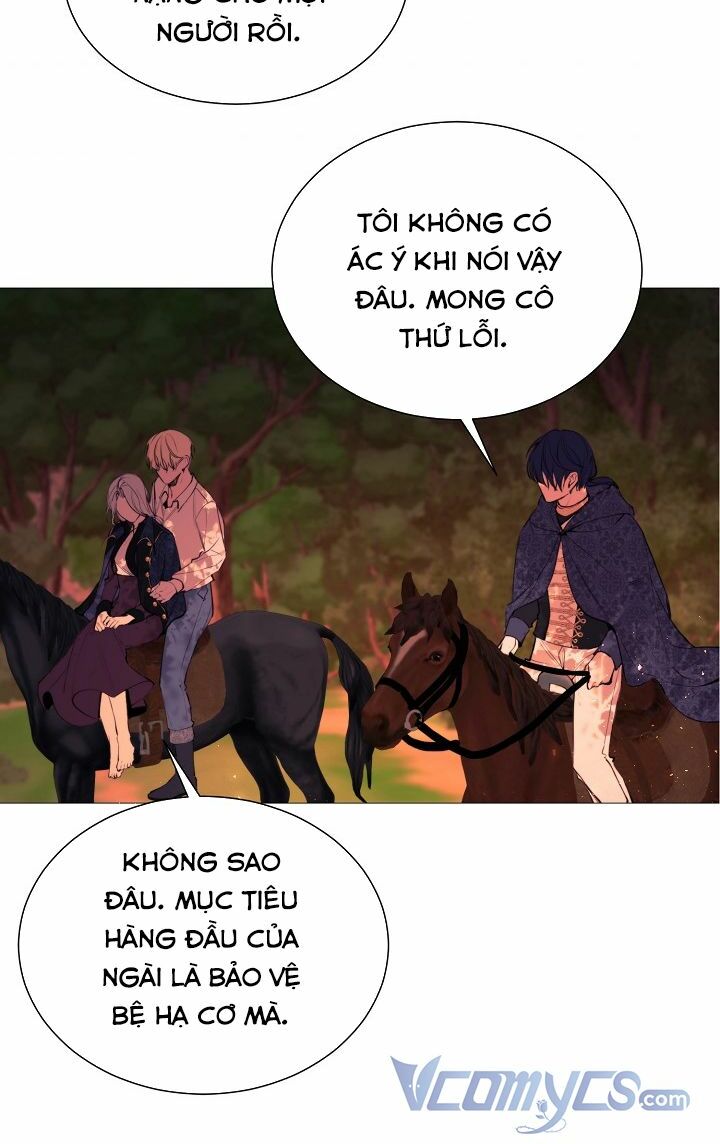 NGƯỜI RỒI.
TÔI KHÔNG CÓ
ÁC Ý KHI NÓI VẬY
ĐÂU. MONG CÔ
THỨ LỖI.
KHÔNG SAO
ĐÂU. MỤC TIÊU
HÀNG ĐẦU CỦA
NGÀI LÀ BẢO VỆ
BỆ HẠ CƠ MÀ.
VCOMYCS.com